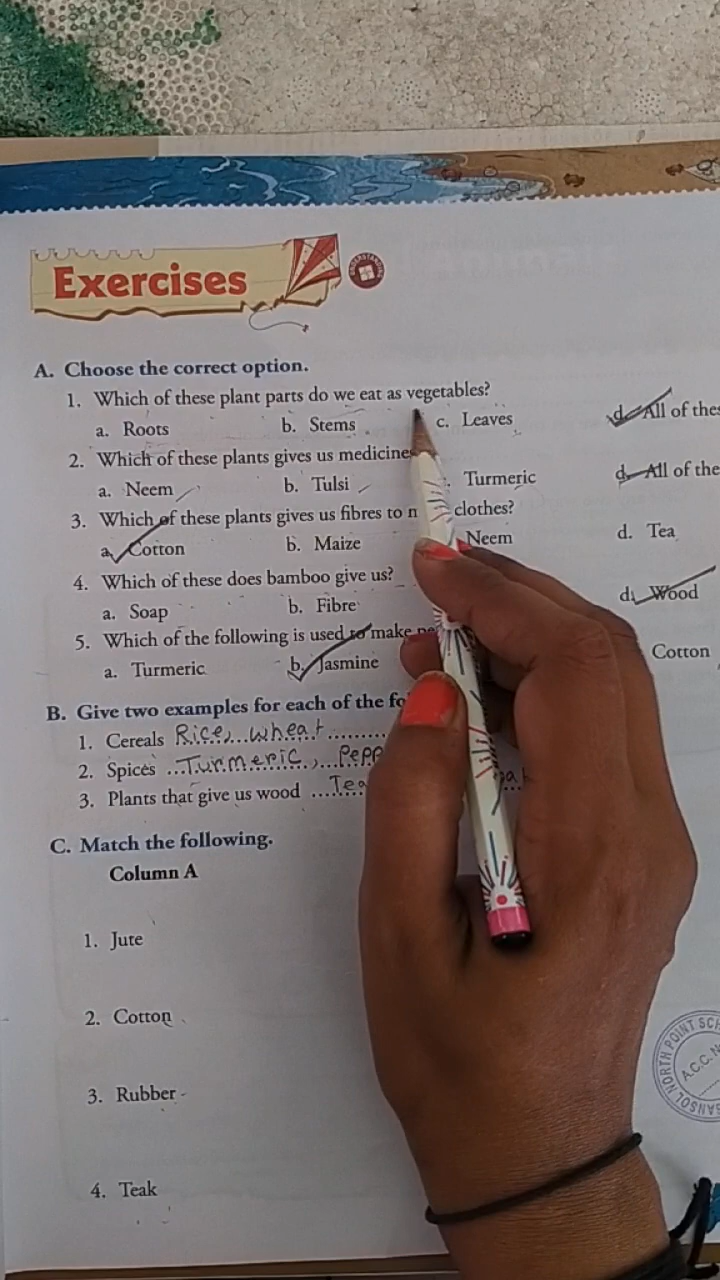 Exercises
UNDERSTANDING
A. Choose the correct option.
1. Which of these plant parts do we eat as vegetables?
a. Roots b. Stems c. Leaves d. All of
2. Which of these plants gives us
a. Neem b. Tulsi Turmeric d. All of the
3. Which of these plants gives us fibres to clothes?
a. Cotton b. Maize Neem d. Tea
4. Which of these does bamboo give us?
a. Soap b. Fibre d. Wood
5. Which of the following is used to make
a. Turmeric b. Jasmine Cotton
B. Give two examples for each of the
1. Cereals Rice, wheat
2. Spices Turmeric,
3. Plants that give us wood
C. Match the following.
Column A
1. Jute
2. Cotton
3. Rubber
4. Teak
NORTH POINT
A.C.C.